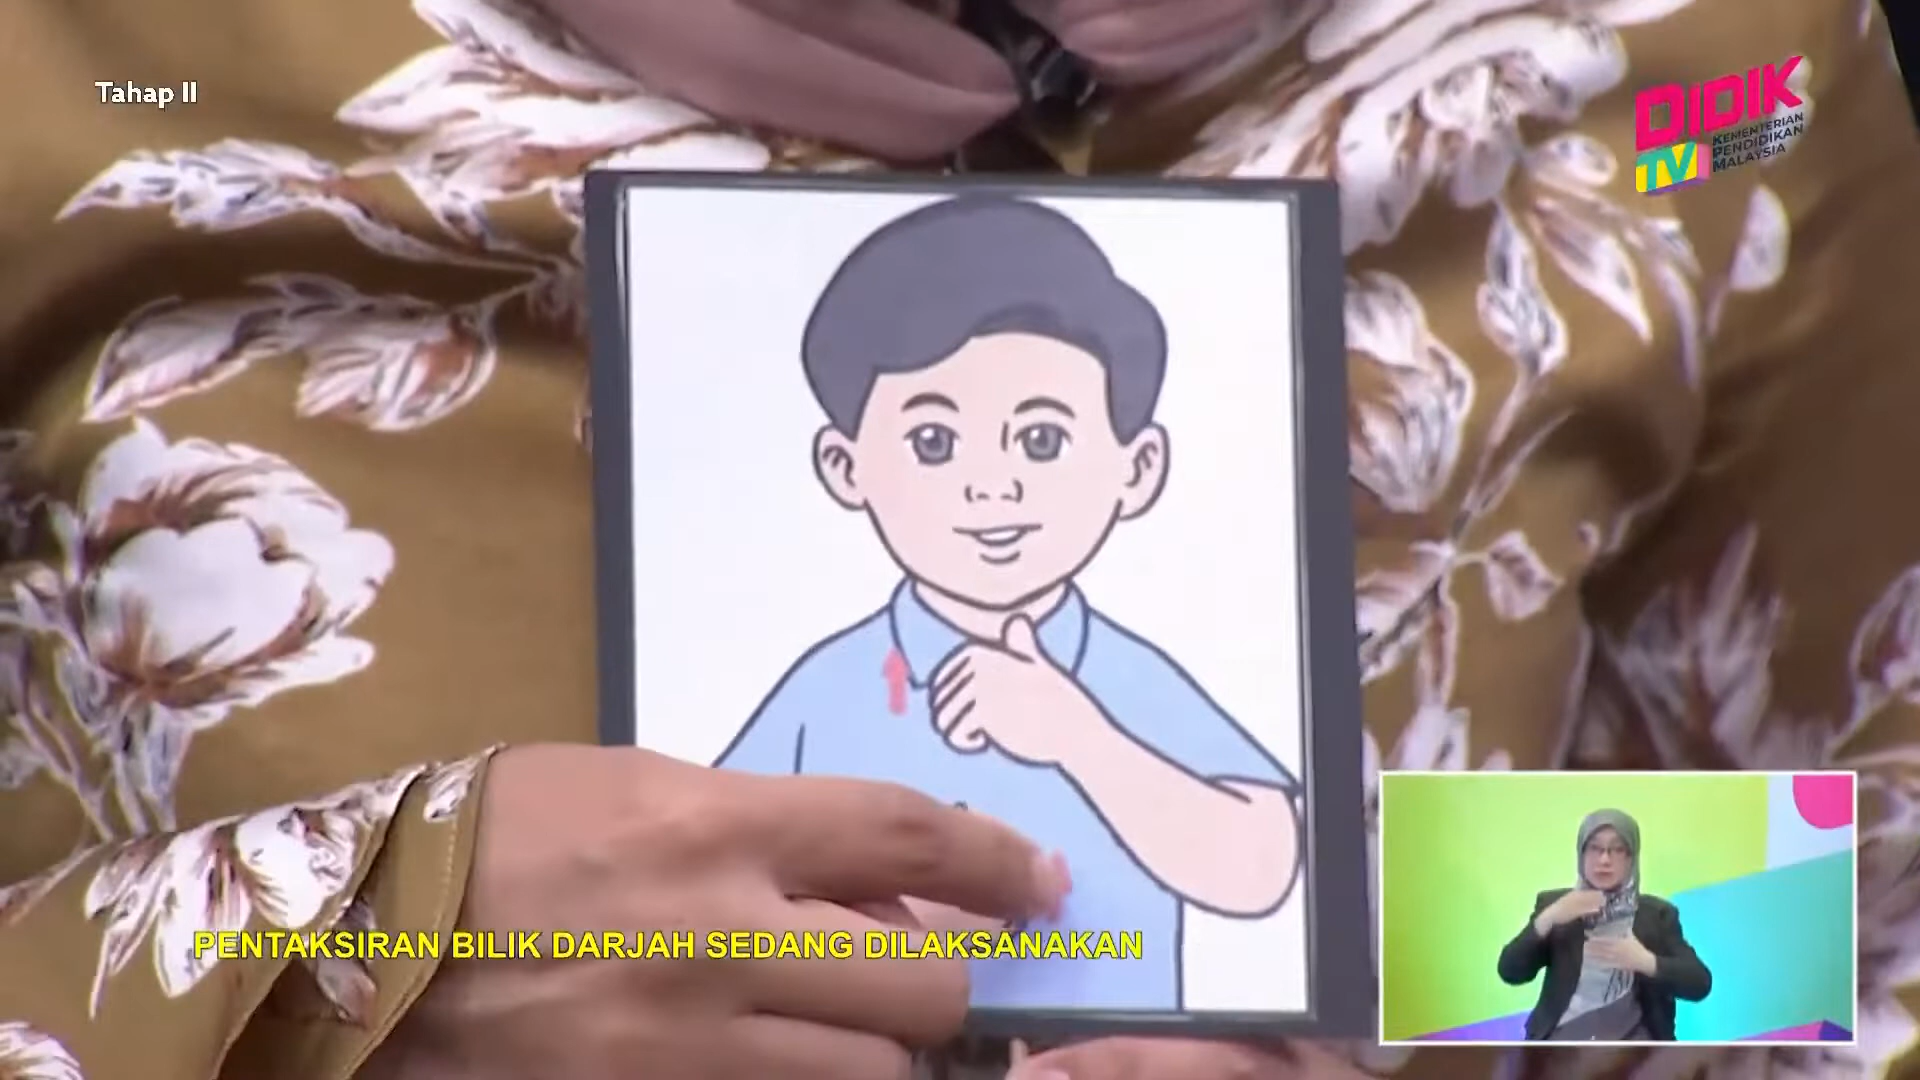 Tahap II
DIDIK
TV
KEMENTERIAN
PENDIDIKAN
MALAYSIA
PENTAKSIRAN BILIK DARJAH SEDANG DILAKSANAKAN